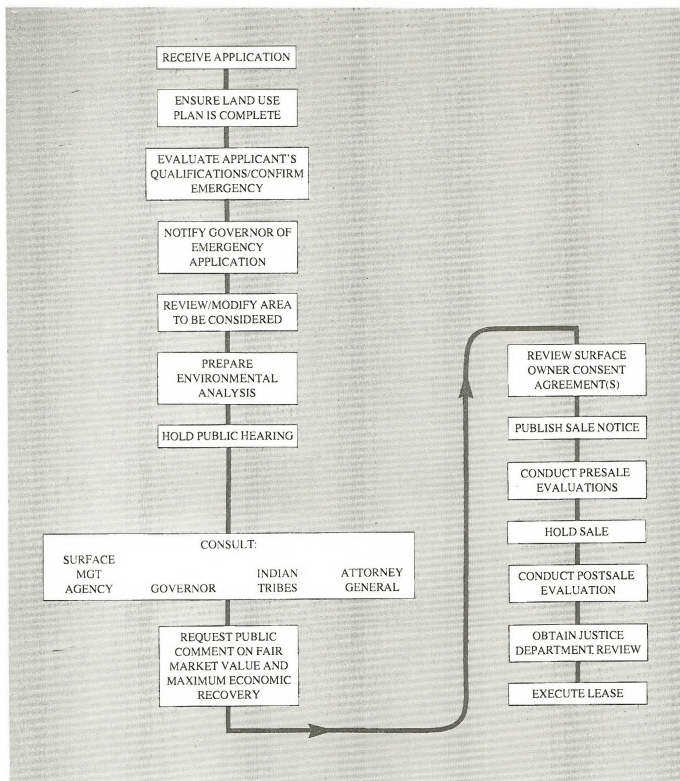 RECEIVE APPLICATION
ENSURE LAND USE
PLAN IS COMPLETE
EVALUATE APPLICANT'S
QUALIFICATIONS/CONFIRM
EMERGENCY
NOTIFY GOVERNOR OF
EMERGENCY
APPLICATION
REVIEW/MODIFY AREA
TO BE CONSIDERED
PREPARE
ENVIRONMENTAL
ANALYSIS
HOLD PUBLIC HEARING
CONSULT:
SURFACE
MGT
AGENCY
GOVERNOR
INDIAN
TRIBES
ATTORNEY
GENERAL
REQUEST PUBLIC
COMMENT ON FAIR
MARKET VALUE AND
MAXIMUM ECONOMIC
RECOVERY
REVIEW SURFACE
OWNER CONSENT
AGREEMENT(S)
PUBLISH SALE NOTICE
CONDUCT PRESALE
EVALUATIONS
HOLD SALE
CONDUCT POSTSALE
EVALUATION
OBTAIN JUSTICE
DEPARTMENT REVIEW
EXECUTE LEASE